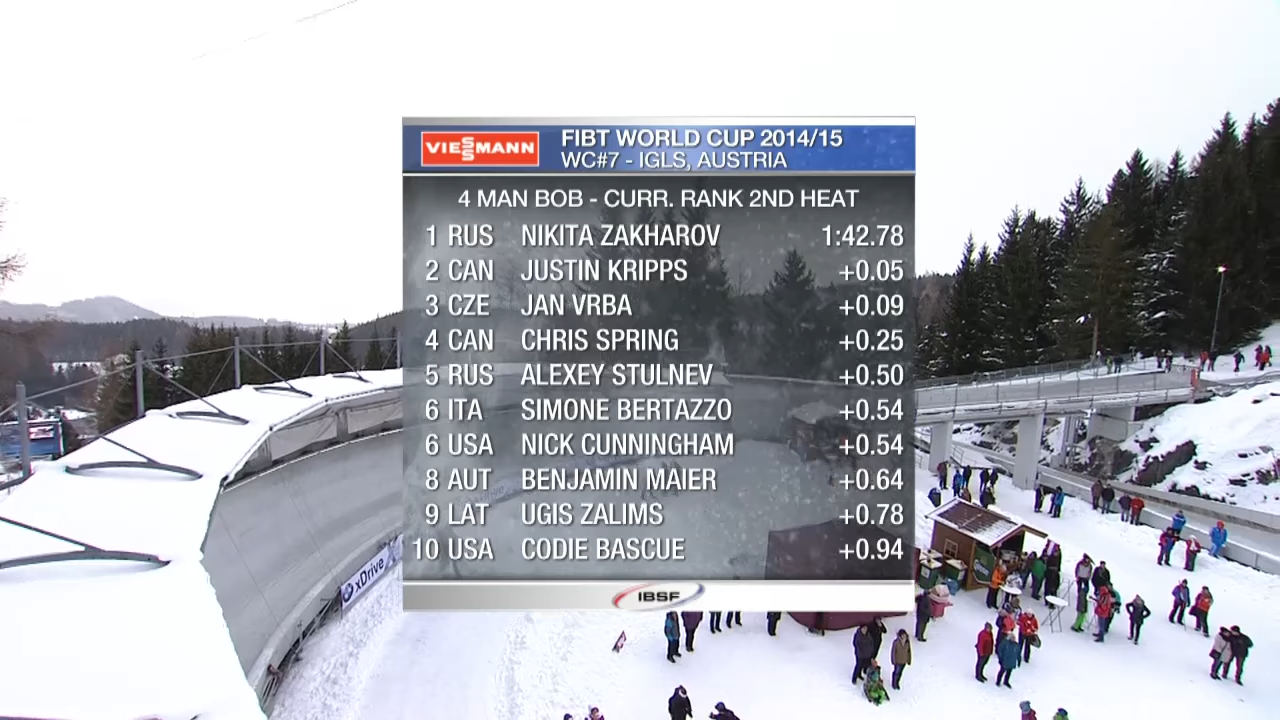 VIESSMANN
FIBT WORLD CUP 2014/15
WC#7 - IGLS, AUSTRIA
4 MAN BOB - CURR. RANK 2ND HEAT
1 RUS NIKITA ZAKHAROV 1:42.78
2 CAN JUSTIN KRIPPS +0.05
3 CZE JAN VRBA +0.09
4 CAN CHRIS SPRING +0.25
5 RUS ALEXEY STULNEV +0.50
6 ITA SIMONE BERTAZZO +0.54
6 USA NICK CUNNINGHAM +0.54
8 AUT BENJAMIN MAIER +0.64
9 LAT UGIS ZALIMS +0.78
10 USA CODIE BASCUE +0.94
xDrive
IBSF